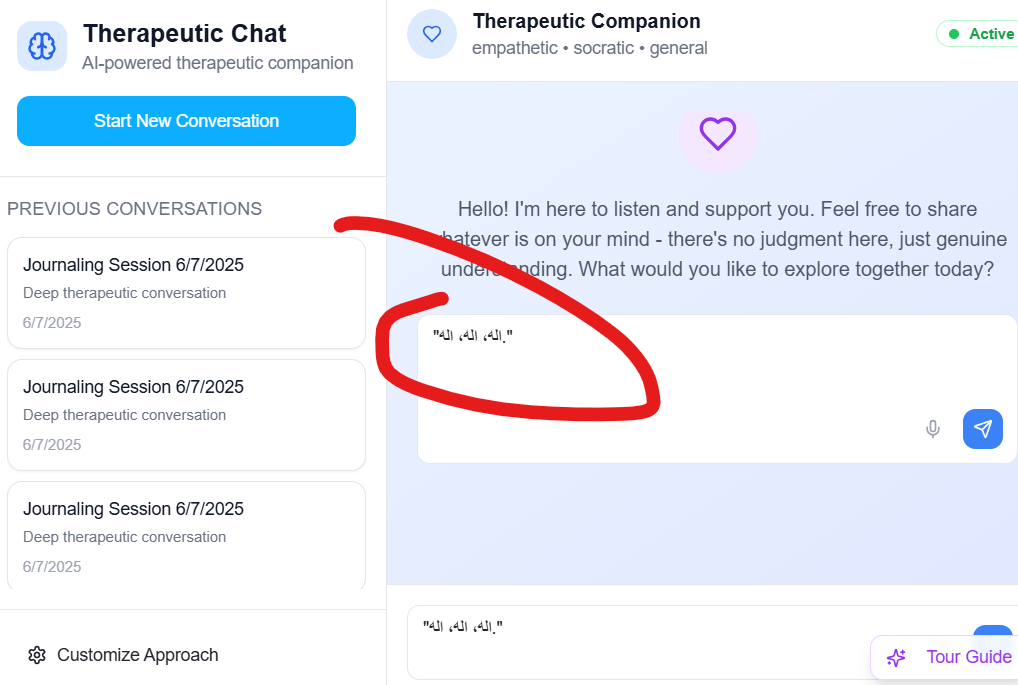 Therapeutic Chat
AI-powered therapeutic companion
Start New Conversation
PREVIOUS CONVERSATIONS
Journaling Session 6/7/2025
Deep therapeutic conversation
6/7/2025
Journaling Session 6/7/2025
Deep therapeutic conversation
6/7/2025
Journaling Session 6/7/2025
Deep therapeutic conversation
6/7/2025
Customize Approach
Therapeutic Companion
empathetic • socratic • general
Active
Hello! I'm here to listen and support you. Feel free to share
whatever is on your mind - there's no judgment here, just genuine
understanding. What would you like to explore together today?
"اله، اله، اله."
"اله، اله، اله."
Tour Guide